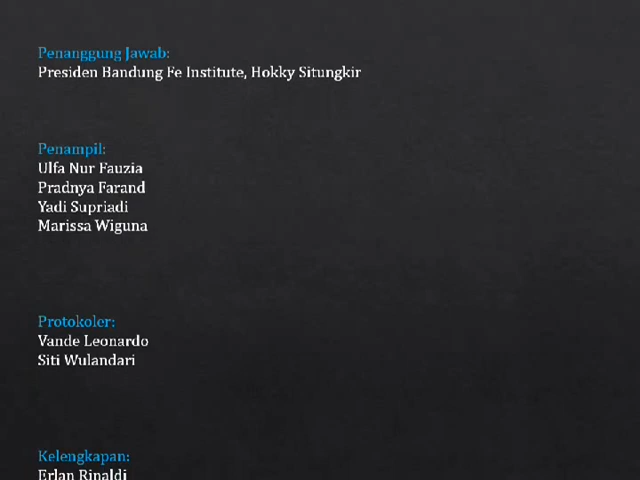 Penanggung Jawab:
Presiden Bandung Fe Institute, Hokky Situngkir
Penampil:
Ulfa Nur Fauzia
Pradnya Farand
Yadi Supriadi
Marissa Wiguna
Protokoler:
Vande Leonardo
Siti Wulandari
Kelengkapan:
Erlan Rinaldi